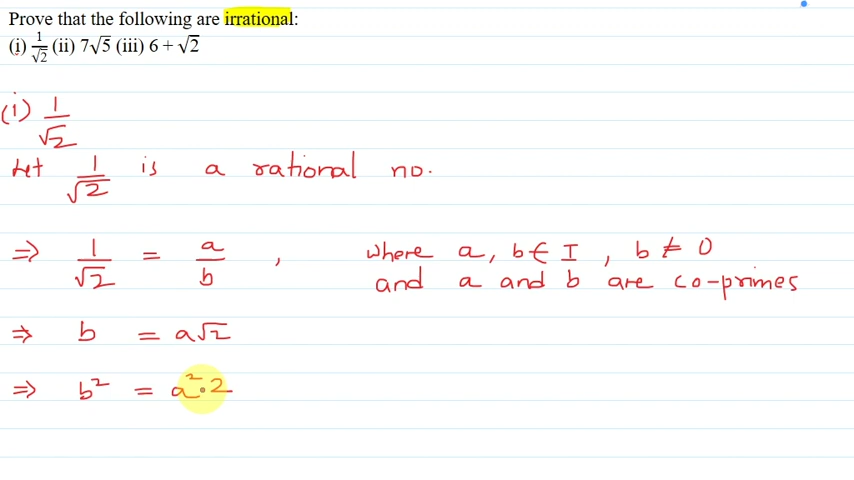 Prove that the following are irrational:
(i) 1/√2 (ii) 7√5 (iii) 6 + √2
(i) 1/√2
Let 1/√2 is a rational no.
⇒ 1/√2 = a/b , where a, b ∈ I , b ≠ 0
and a and b are co-primes
⇒ b = a√2
⇒ b² = a²·2